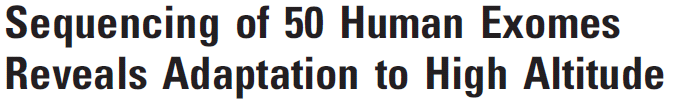 Sequencing of 50 Human Exomes
Reveals Adaptation to High Altitude